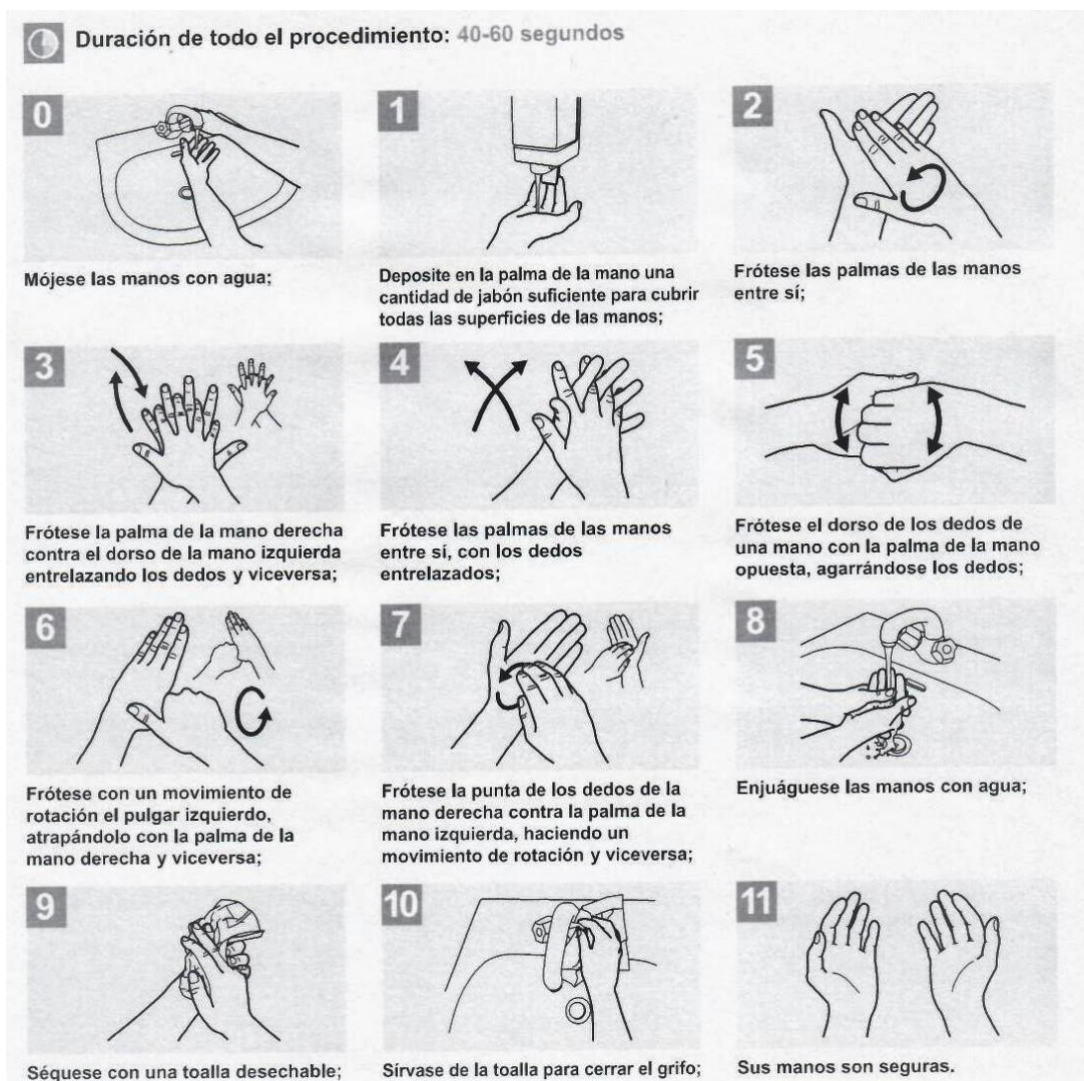 Duración de todo el procedimiento: 40-60 segundos
0
Mójese las manos con agua;
1
Deposite en la palma de la mano una
cantidad de jabón suficiente para cubrir
todas las superficies de las manos;
2
Frótese las palmas de las manos
entre sí;
3
Frótese la palma de la mano derecha
contra el dorso de la mano izquierda
entrelazando los dedos y viceversa;
4
Frótese las palmas de las manos
entre sí, con los dedos
entrelazados;
5
Frótese el dorso de los dedos de
una mano con la palma de la mano
opuesta, agarrándose los dedos;
6
Frótese con un movimiento de
rotación el pulgar izquierdo,
atrapándolo con la palma de la
mano derecha y viceversa;
7
Frótese la punta de los dedos de la
mano derecha contra la palma de la
mano izquierda, haciendo un
movimiento de rotación y viceversa;
8
Enjuáguese las manos con agua;
9
Séquese con una toalla desechable;
10
Sírvase de la toalla para cerrar el grifo;
11
Sus manos son seguras.